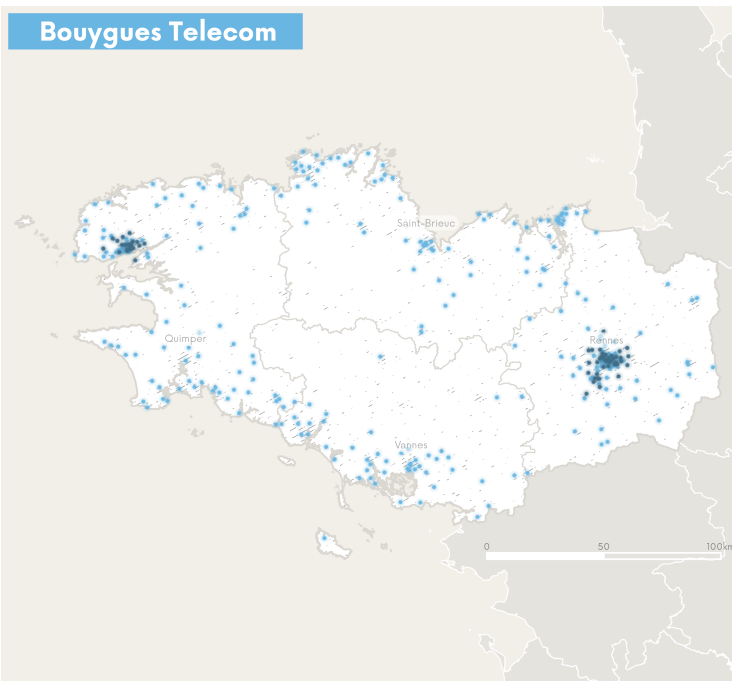 Bouygues Telecom
Saint-Brieuc
Quimper
Rennes
Vannes
0 50 100km